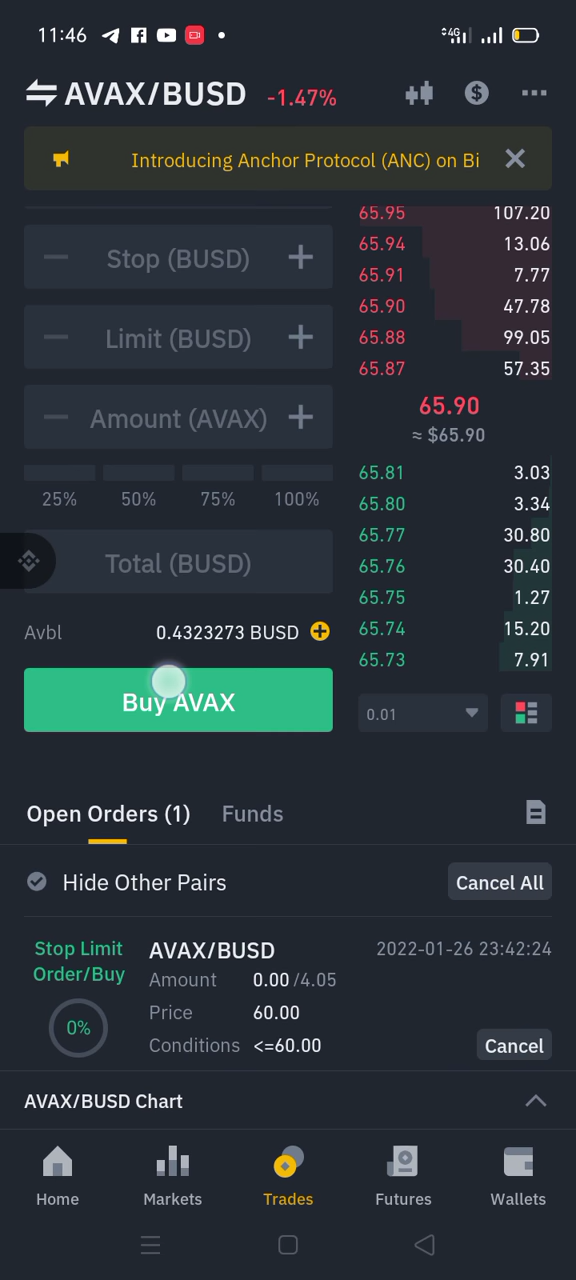 11:46
4G
AVAX/BUSD -1.47%
Introducing Anchor Protocol (ANC) on Bi
Stop (BUSD)
Limit (BUSD)
Amount (AVAX)
25% 50% 75% 100%
Total (BUSD)
Avbl 0.4323273 BUSD
Buy AVAX
65.95 107.20
65.94 13.06
65.91 7.77
65.90 47.78
65.88 99.05
65.87 57.35
65.90
≈ $65.90
65.81 3.03
65.80 3.34
65.77 30.80
65.76 30.40
65.75 1.27
65.74 15.20
65.73 7.91
0.01
Open Orders (1) Funds
Hide Other Pairs Cancel All
Stop Limit
Order/Buy
0%
AVAX/BUSD 2022-01-26 23:42:24
Amount 0.00 /4.05
Price 60.00
Conditions <=60.00 Cancel
AVAX/BUSD Chart
Home Markets Trades Futures Wallets